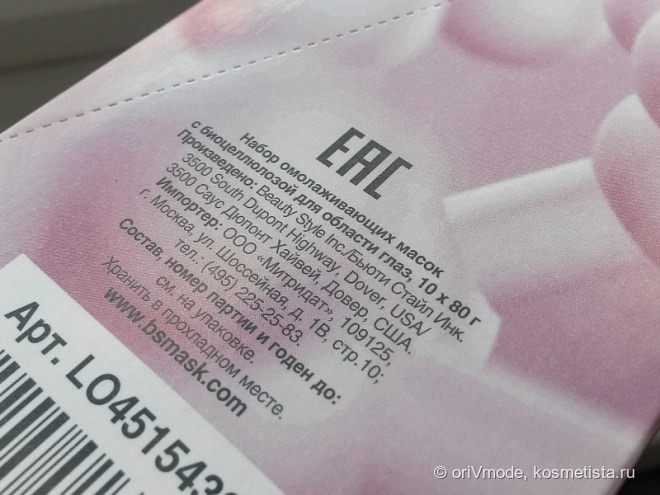 EAC
Набор омолаживающих масок
с биоцеллюлозой для области глаз, 10 x 80 г
Произведено: Beauty Style Inc/Бьюти Стайл Инк.
3500 South Dupont Highway, Dover, USA/
3500 Саус Дюпонт Хайвей, Довер, США.
Импортер: ООО «Митридат», 109125,
г. Москва, ул. Шоссейная, д. 1В, стр.10;
тел.: (495) 225-25-83.
Состав, номер партии и годен до:
см. на упаковке.
Хранить в прохладном месте.
www.bsmask.com
Арт. LO451543
© oriVmode, kosmetista.ru